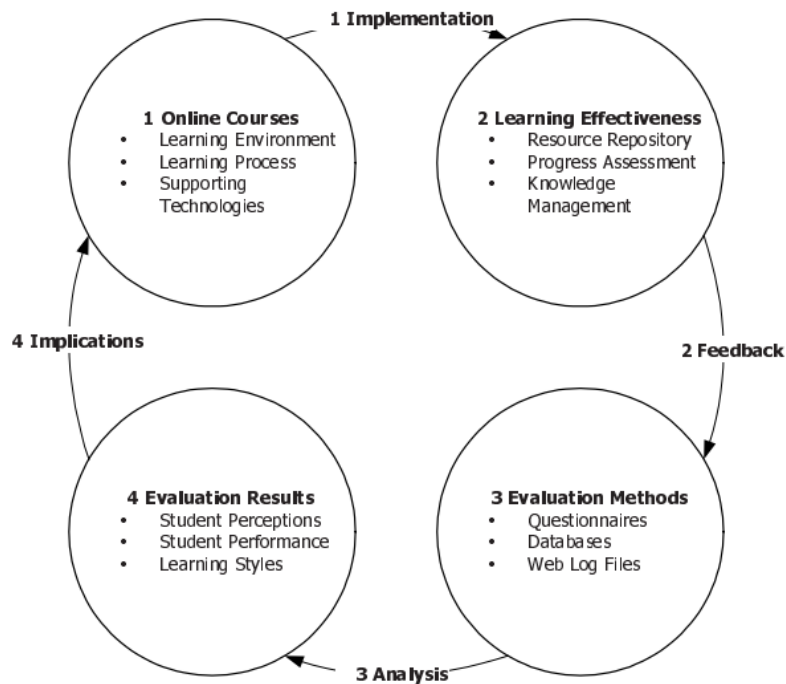 1 Implementation
1 Online Courses
• Learning Environment
• Learning Process
• Supporting
Technologies
2 Learning Effectiveness
• Resource Repository
• Progress Assessment
• Knowledge
Management
4 Implications
2 Feedback
4 Evaluation Results
• Student Perceptions
• Student Performance
• Learning Styles
3 Evaluation Methods
• Questionnaires
• Databases
• Web Log Files
3 Analysis